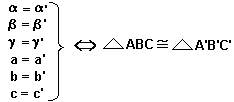 α = α'
β = β'
γ = γ'
a = a'
b = b'
c = c'
⇔ △ABC ≅ △A'B'C'